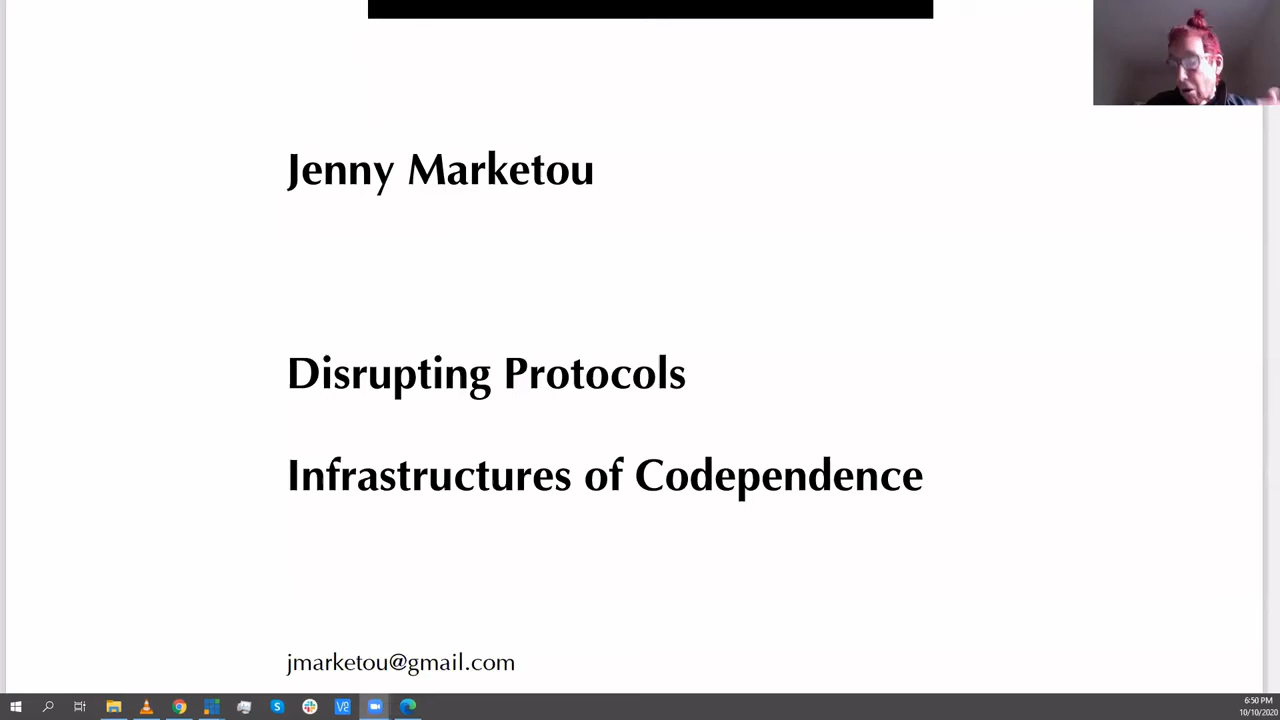 Jenny Marketou
Disrupting Protocols
Infrastructures of Codependence
jmarketou@gmail.com
6:50 PM
10/10/2020